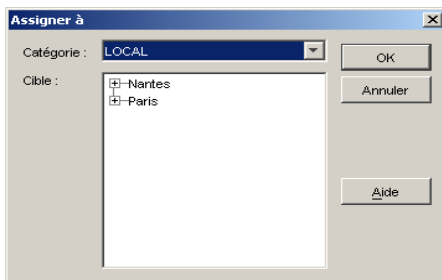 Assigner à
Catégorie : LOCAL
OK
Cible :
Nantes
Annuler
Paris
Aide